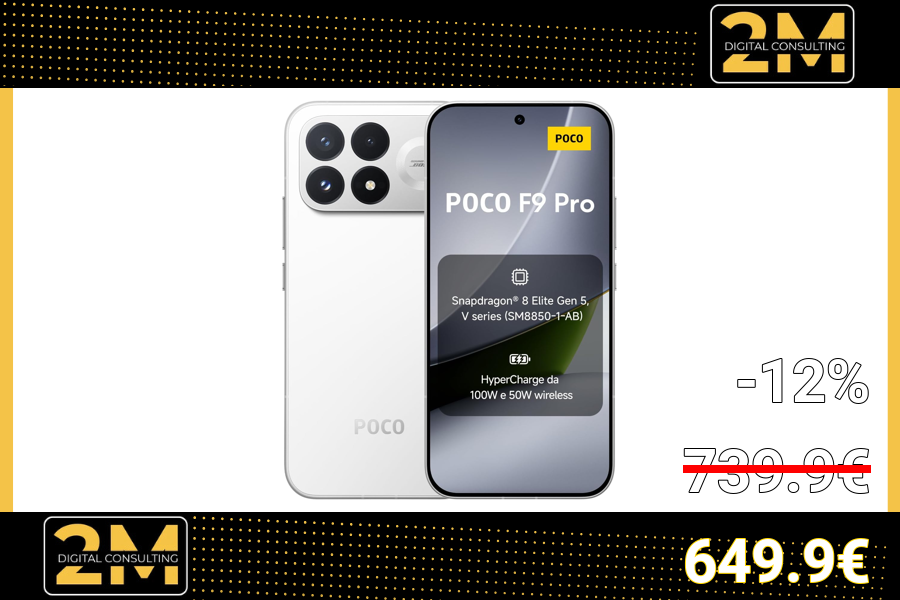 2M
DIGITAL CONSULTING
POCO
POCO F9 Pro
Snapdragon® 8 Elite Gen 5,
V series (SM8850-1-AB)
HyperCharge da
100W e 50W wireless
POCO
-12%
739.9€
2M
DIGITAL CONSULTING
649.9€